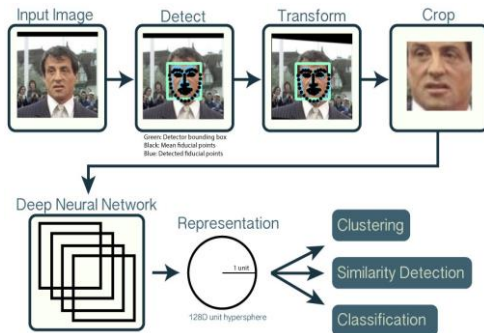 Input Image
Detect
Transform
Crop
Green: Detector bounding box
Black: Mean fiducial points
Blue: Detected fiducial points
Deep Neural Network
Representation
1 unit
128D unit hypersphere
Clustering
Similarity Detection
Classification